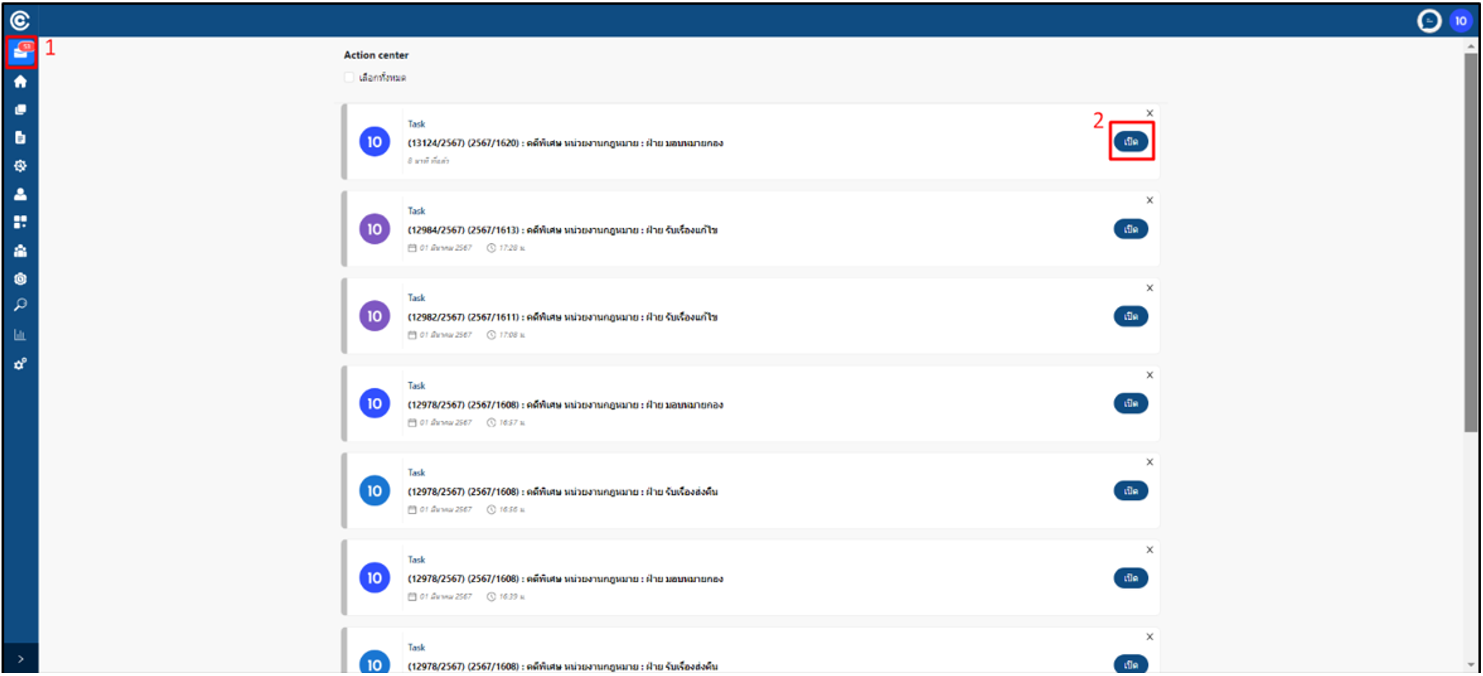 10
1
Action center
เลือกทั้งหมด
Task
2
10
(13124/2567) (2567/1620) : คดีพิเศษ หน่วยงานกฎหมาย : ฝ่าย มอบหมายกอง
เปิด
8 นาที ที่แล้ว
Task
10
(12984/2567) (2567/1613) : คดีพิเศษ หน่วยงานกฎหมาย : ฝ่าย รับเรื่องแก้ไข
เปิด
01 มีนาคม 2567 17:28 น.
Task
10
(12982/2567) (2567/1611) : คดีพิเศษ หน่วยงานกฎหมาย : ฝ่าย รับเรื่องแก้ไข
เปิด
01 มีนาคม 2567 17:08 น.
Task
10
(12978/2567) (2567/1608) : คดีพิเศษ หน่วยงานกฎหมาย : ฝ่าย มอบหมายกอง
เปิด
01 มีนาคม 2567 16:57 น.
Task
10
(12978/2567) (2567/1608) : คดีพิเศษ หน่วยงานกฎหมาย : ฝ่าย รับเรื่องส่งคืน
เปิด
01 มีนาคม 2567 16:56 น.
Task
10
(12978/2567) (2567/1608) : คดีพิเศษ หน่วยงานกฎหมาย : ฝ่าย มอบหมายกอง
เปิด
01 มีนาคม 2567 16:39 น.
Task
10
(12978/2567) (2567/1608) : คดีพิเศษ หน่วยงานกฎหมาย : ฝ่าย รับเรื่องส่งคืน
เปิด